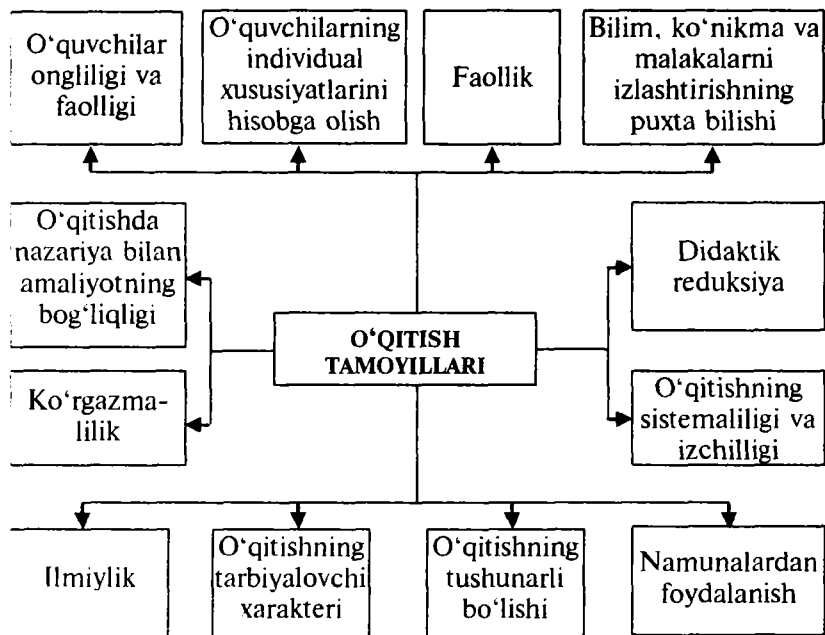 O‘quvchilar
ongliligi va
faolligi
O‘quvchilarning
individual
xususiyatlarini
hisobga olish
Faollik
Bilim, ko‘nikma va
malakalarni
izlashtirishning
puxta bilishi
O‘qitishda
nazariya bilan
amaliyotning
bog‘liqligi
Didaktik
reduksiya
O‘QITISH
TAMOYILLARI
Ko‘rgazma-
lilik
O‘qitishning
sistemaliligi va
izchilligi
Ilmiylik
O‘qitishning
tarbiyalovchi
xarakteri
O‘qitishning
tushunarli
bo‘lishi
Namunalardan
foydalanish